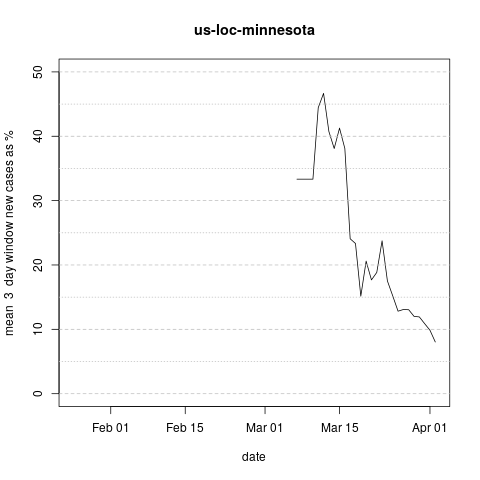 us-loc-minnesota
mean 3 day window new cases as %
50
40
30
20
10
0
Feb 01 Feb 15 Mar 01 Mar 15 Apr 01
date